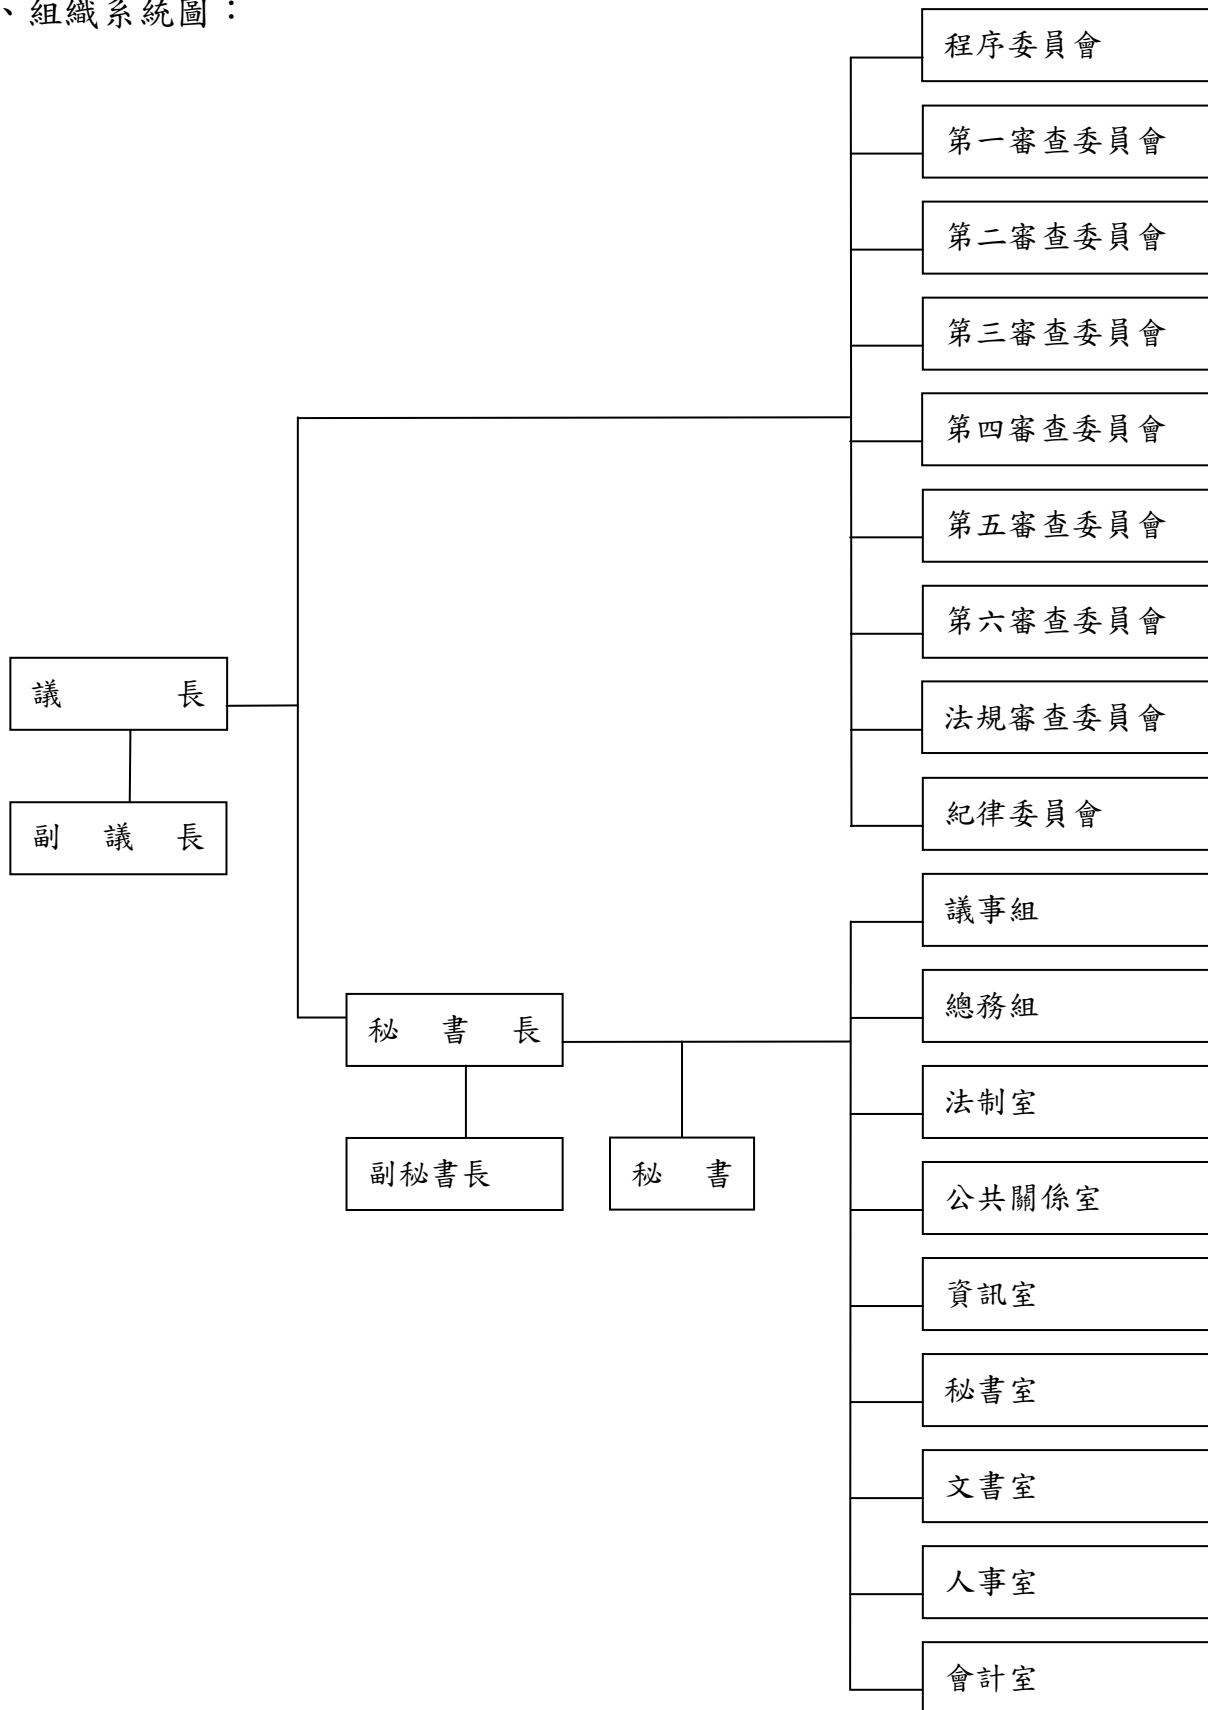 、組織系統圖：
程序委員會
第一審查委員會
第二審查委員會
第三審查委員會
第四審查委員會
第五審查委員會
第六審查委員會
議長
法規審查委員會
副議長
紀律委員會
議事組
秘書長
總務組
法制室
副秘書長
秘書
公共關係室
資訊室
秘書室
文書室
人事室
會計室